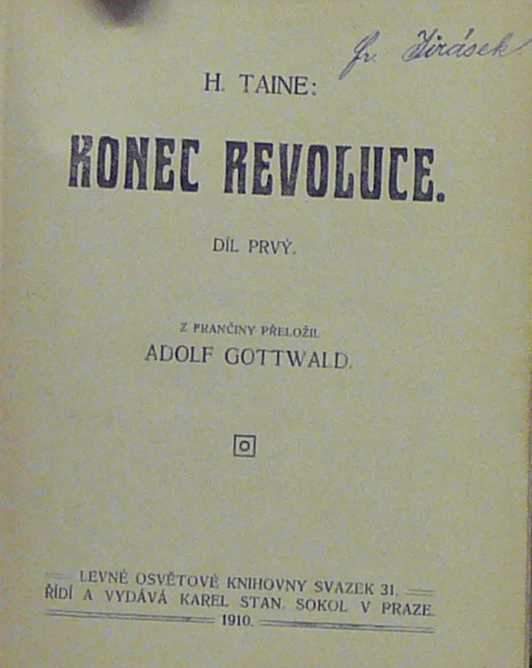 Fr. Jirásek
H. TAINE:
KONEC REVOLUCE.
DÍL PRVÝ.
Z FRANČINY PŘELOŽIL
ADOLF GOTTWALD.
LEVNÉ OSVĚTOVÉ KNIHOVNY SVAZEK 31.
ŘÍDÍ A VYDÁVÁ KAREL STAN. SOKOL V PRAZE.
1910.